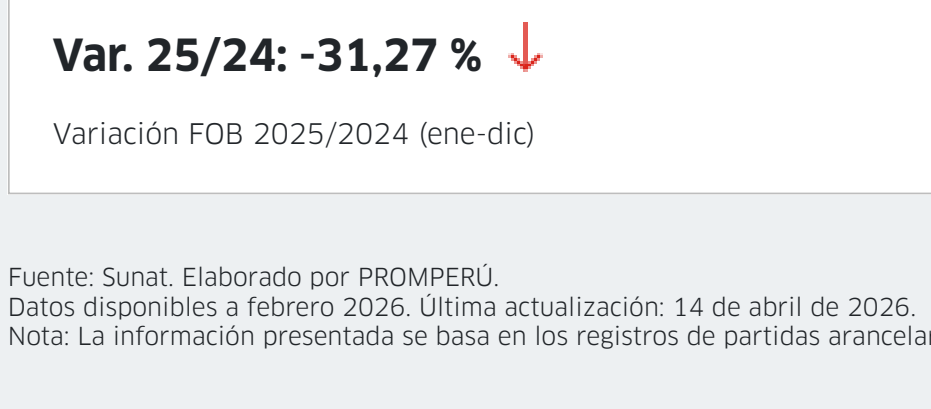 Var. 25/24: -31,27 %
Variación FOB 2025/2024 (ene-dic)
Fuente: Sunat. Elaborado por PROMPERÚ.
Datos disponibles a febrero 2026. Última actualización: 14 de abril de 2026.
Nota: La información presentada se basa en los registros de partidas